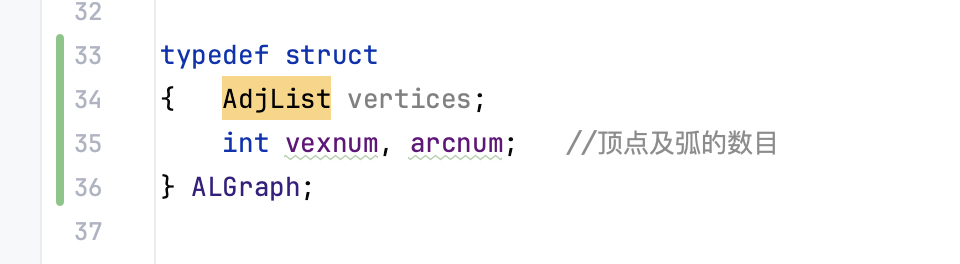 32
33 typedef struct
34 {   AdjList vertices;
35     int vexnum, arcnum;   //顶点及弧的数目
36 } ALGraph;
37